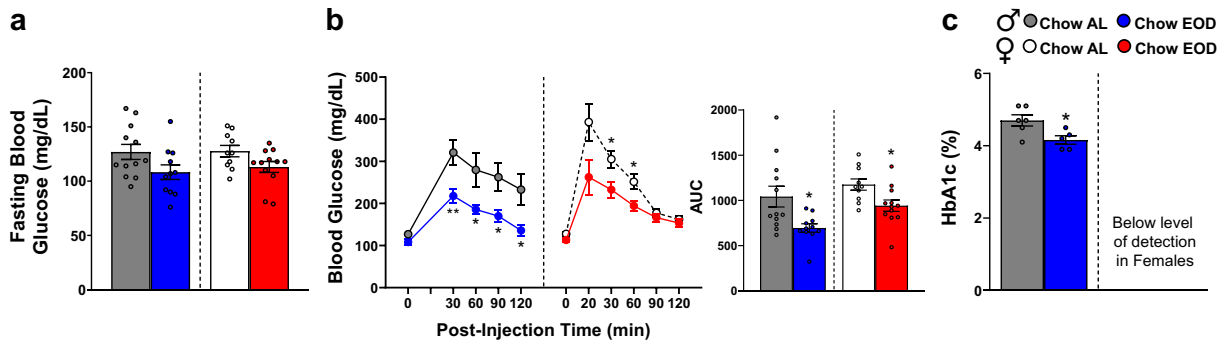 a
Fasting Blood
Glucose (mg/dL)
200
150
100
50
0
b
Blood Glucose (mg/dL)
500
400
300
200
100
0
**
*
*
*
*
*
0
30
60
90
120
0
20
30
60
90
120
Post-Injection Time (min)
AUC
2000
1500
1000
500
0
*
*
c
♂ Chow AL Chow EOD
♀ Chow AL Chow EOD
HbA1c (%)
6
4
2
0
*
Below level
of detection
in Females